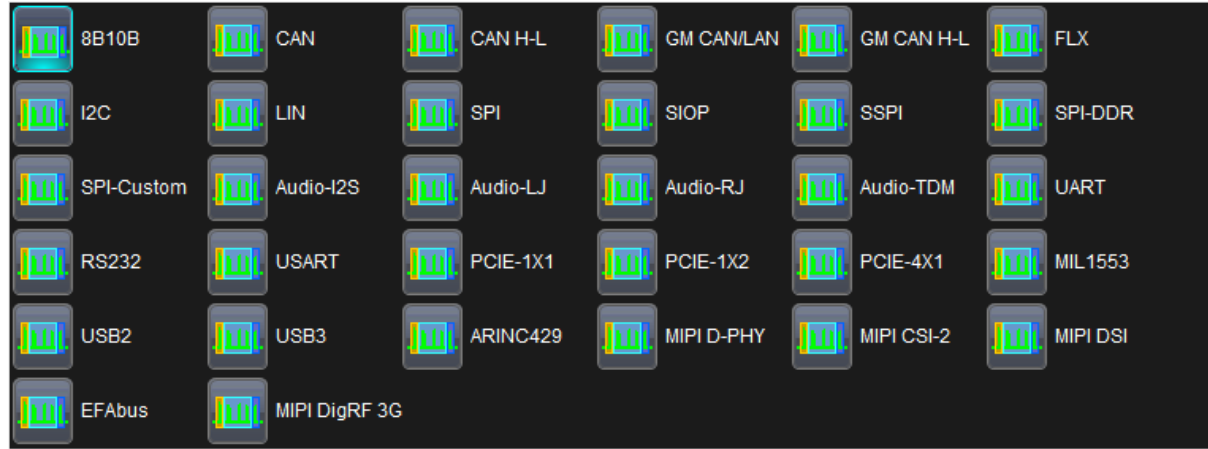 8B10B CAN CAN H-L GM CAN/LAN GM CAN H-L FLX
I2C LIN SPI SIOP SSPI SPI-DDR
SPI-Custom Audio-I2S Audio-LJ Audio-RJ Audio-TDM UART
RS232 USART PCIE-1X1 PCIE-1X2 PCIE-4X1 MIL1553
USB2 USB3 ARINC429 MIPI D-PHY MIPI CSI-2 MIPI DSI
EFAbus MIPI DigRF 3G